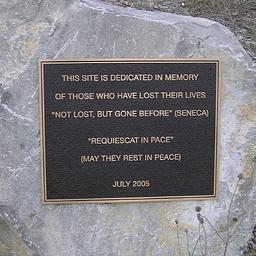 THIS SITE IS DEDICATED IN MEMORY
OF THOSE WHO HAVE LOST THEIR LIVES
"NOT LOST, BUT GONE BEFORE" (SENECA)
"REQUIESCAT IN PACE"
(MAY THEY REST IN PEACE)
JULY 2005